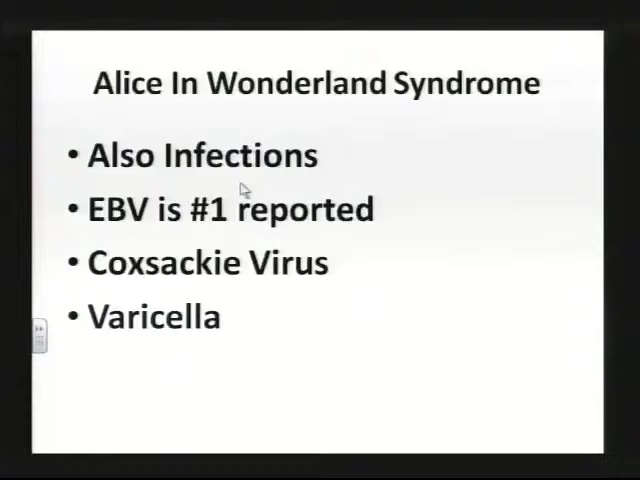 Alice In Wonderland Syndrome
• Also Infections
• EBV is #1 reported
• Coxsackie Virus
• Varicella